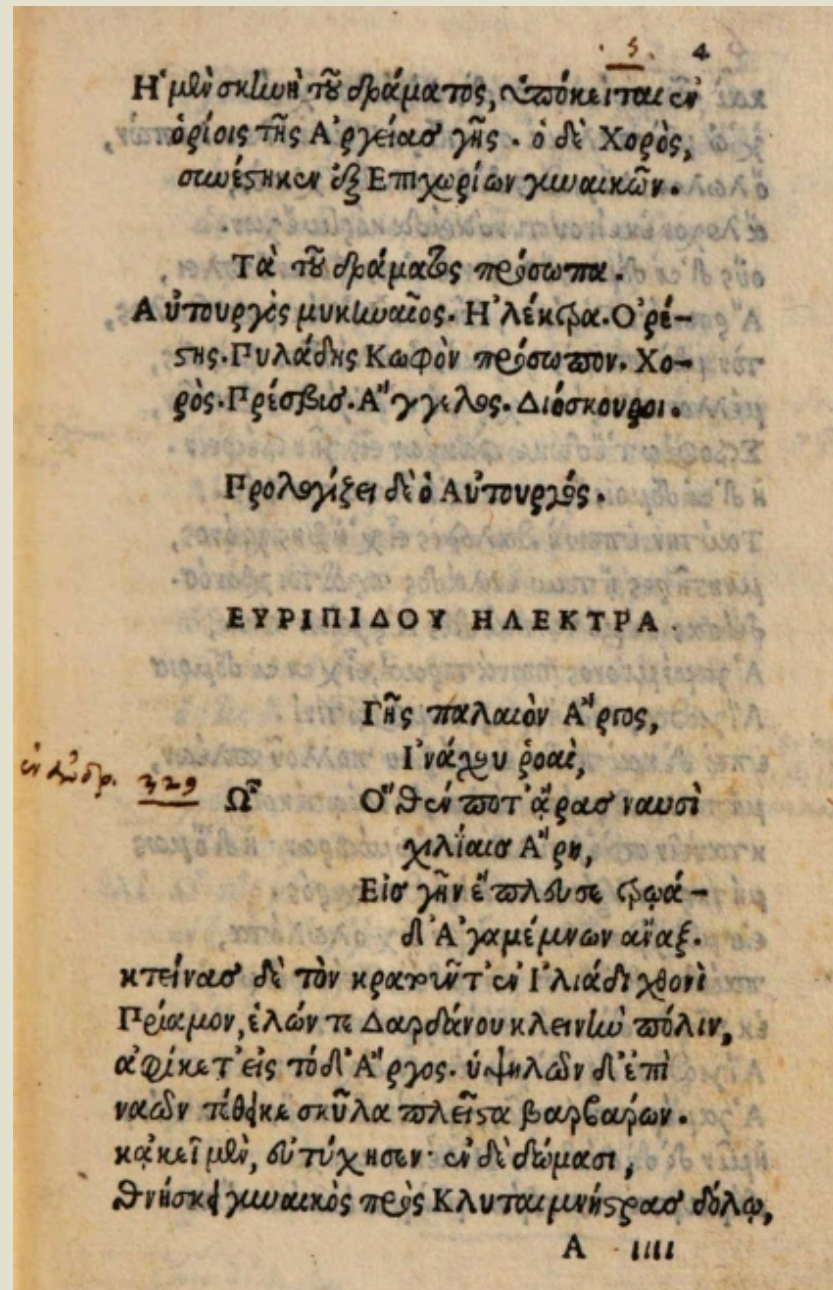 5. 4
Ἡ μὲν σκηνὴ τοῦ δράματος, ὑπόκειται ἐν
ὁρίοις τῆς Ἀργείας γῆς. ὁ δὲ Χορὸς,
συνέστηκεν ἐξ Ἐπιχωρίων γυναικῶν.
Τὰ τοῦ δράματος πρόσωπα.
Αὐτουργὸς μυκηναῖος. Ἠλέκτρα. Ὀρέ-
στης. Πυλάδης Κωφὸν πρόσωπον. Χο-
ρὸς. Πρέσβις. Ἄγγελος. Διόσκουροι.
Προλογίζει δὲ ὁ Αὐτουργός.
ΕΥΡΙΠΙΔΟΥ ΗΛΕΚΤΡΑ.
Γῆς παλαιὸν Ἄργος,
Ἰνάχου ῥοαὶ,
329 Ὦ Ὅθεν ποτ' ἄρας ναυσὶ
χιλίαις Ἄρη,
Εἰς γῆν ἔπλευσε τρωά-
δ' Ἀγαμέμνων ἄναξ.
κτείνας δὲ τὸν κρατοῦντ' ἐν Ἰλιάδι χθονὶ
Πρίαμον, ἑλών τε Δαρδάνου κλεινὴν πόλιν,
ἀφίκετ' εἰς τόδ' Ἄργος. ὑψηλῶν δ' ἐπὶ
ναῶν τέθεικε σκῦλα πλεῖστα βαρβάρων.
κἀκεῖ μὲν, εὐτύχησεν· ἐν δὲ δώμασι,
θνήσκει γυναικὸς πρὸς Κλυταιμνήστρας δόλῳ,
A iiii